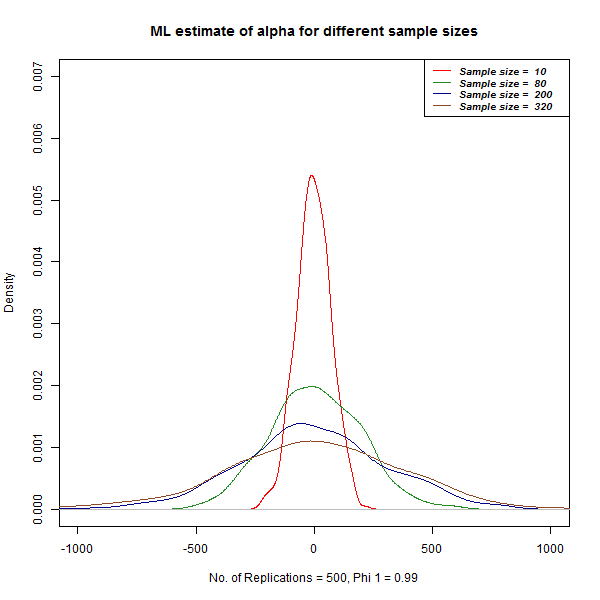 ML estimate of alpha for different sample sizes
Sample size = 10
Sample size = 80
Sample size = 200
Sample size = 320
0.007
0.006
0.005
0.004
0.003
0.002
0.001
0.000
Density
-1000
-500
0
500
1000
No. of Replications = 500, Phi 1 = 0.99